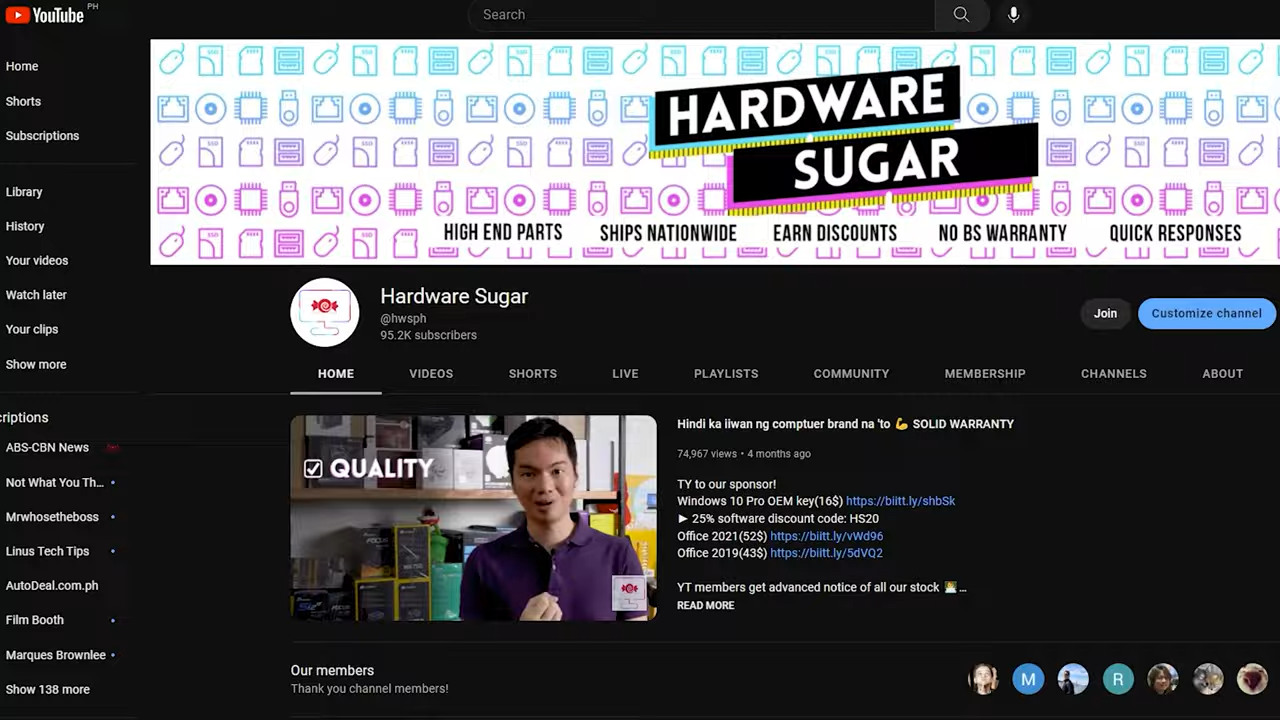 YouTube PH
Search
Home
Shorts
Subscriptions
Library
History
Your videos
Watch later
Your clips
Show more
criptions
ABS-CBN News
Not What You Th...
Mrwhosetheboss
Linus Tech Tips
AutoDeal.com.ph
Film Booth
Marques Brownlee
Show 138 more
HARDWARE
SUGAR
HIGH END PARTS SHIPS NATIONWIDE EARN DISCOUNTS NO BS WARRANTY QUICK RESPONSES
Hardware Sugar
@hwsph
95.2K subscribers
Join
Customize channel
HOME VIDEOS SHORTS LIVE PLAYLISTS COMMUNITY MEMBERSHIP CHANNELS ABOUT
QUALITY
Hindi ka iiwan ng comptuer brand na 'to 💪 SOLID WARRANTY
74,967 views • 4 months ago
TY to our sponsor!
Windows 10 Pro OEM key(16$) https://biitt.ly/shbSk
► 25% software discount code: HS20
Office 2021(52$) https://biitt.ly/vWd96
Office 2019(43$) https://biitt.ly/5dVQ2
YT members get advanced notice of all our stock 🧑‍💻 ...
READ MORE
Our members
Thank you channel members!
M
R